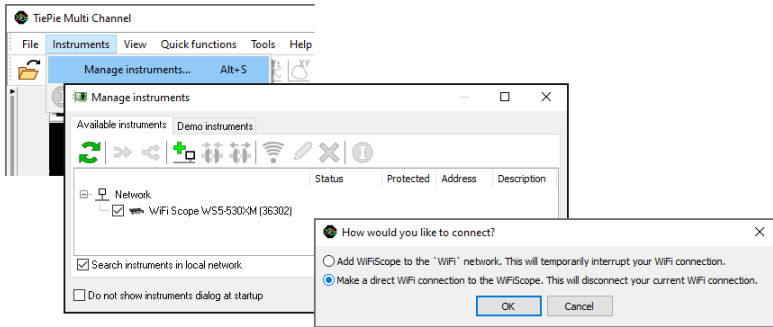 TiePie Multi Channel
File Instruments View Quick functions Tools Help
Manage instruments... Alt+S
Manage instruments
Available instruments Demo instruments
Status Protected Address Description
Network
WiFi Scope WS5-530XM (36302)
Search instruments in local network
Do not show instruments dialog at startup
How would you like to connect?
Add WiFiScope to the `WiFi` network. This will temporarily interrupt your WiFi connection.
Make a direct WiFi connection to the WiFiScope. This will disconnect your current WiFi connection.
OK Cancel